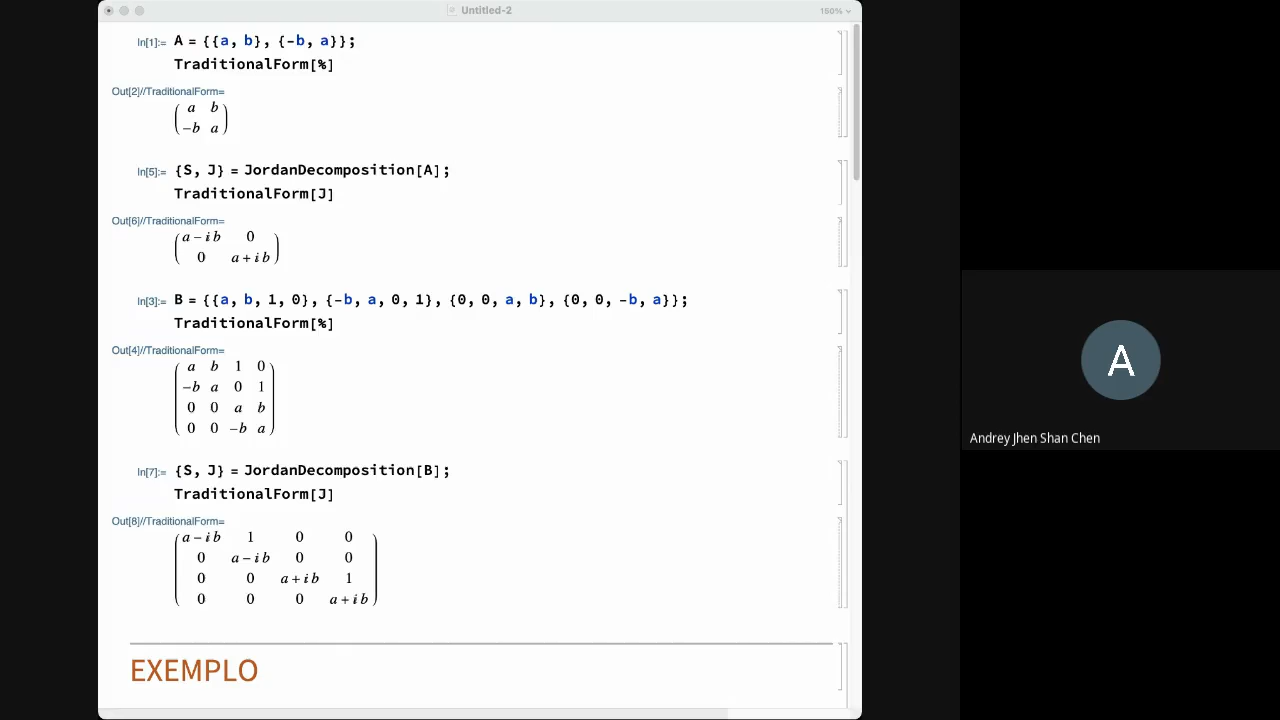 Untitled-2
150%
In[1]:= A = {{a, b}, {-b, a}};
TraditionalForm[%]
Out[2]//TraditionalForm=
a b
-b a
In[5]:= {S, J} = JordanDecomposition[A];
TraditionalForm[J]
Out[6]//TraditionalForm=
a - i b 0
0 a + i b
In[3]:= B = {{a, b, 1, 0}, {-b, a, 0, 1}, {0, 0, a, b}, {0, 0, -b, a}};
TraditionalForm[%]
Out[4]//TraditionalForm=
a b 1 0
-b a 0 1
0 0 a b
0 0 -b a
In[7]:= {S, J} = JordanDecomposition[B];
TraditionalForm[J]
Out[8]//TraditionalForm=
a - i b 1 0 0
0 a - i b 0 0
0 0 a + i b 1
0 0 0 a + i b
EXEMPLO
A
Andrey Jhen Shan Chen